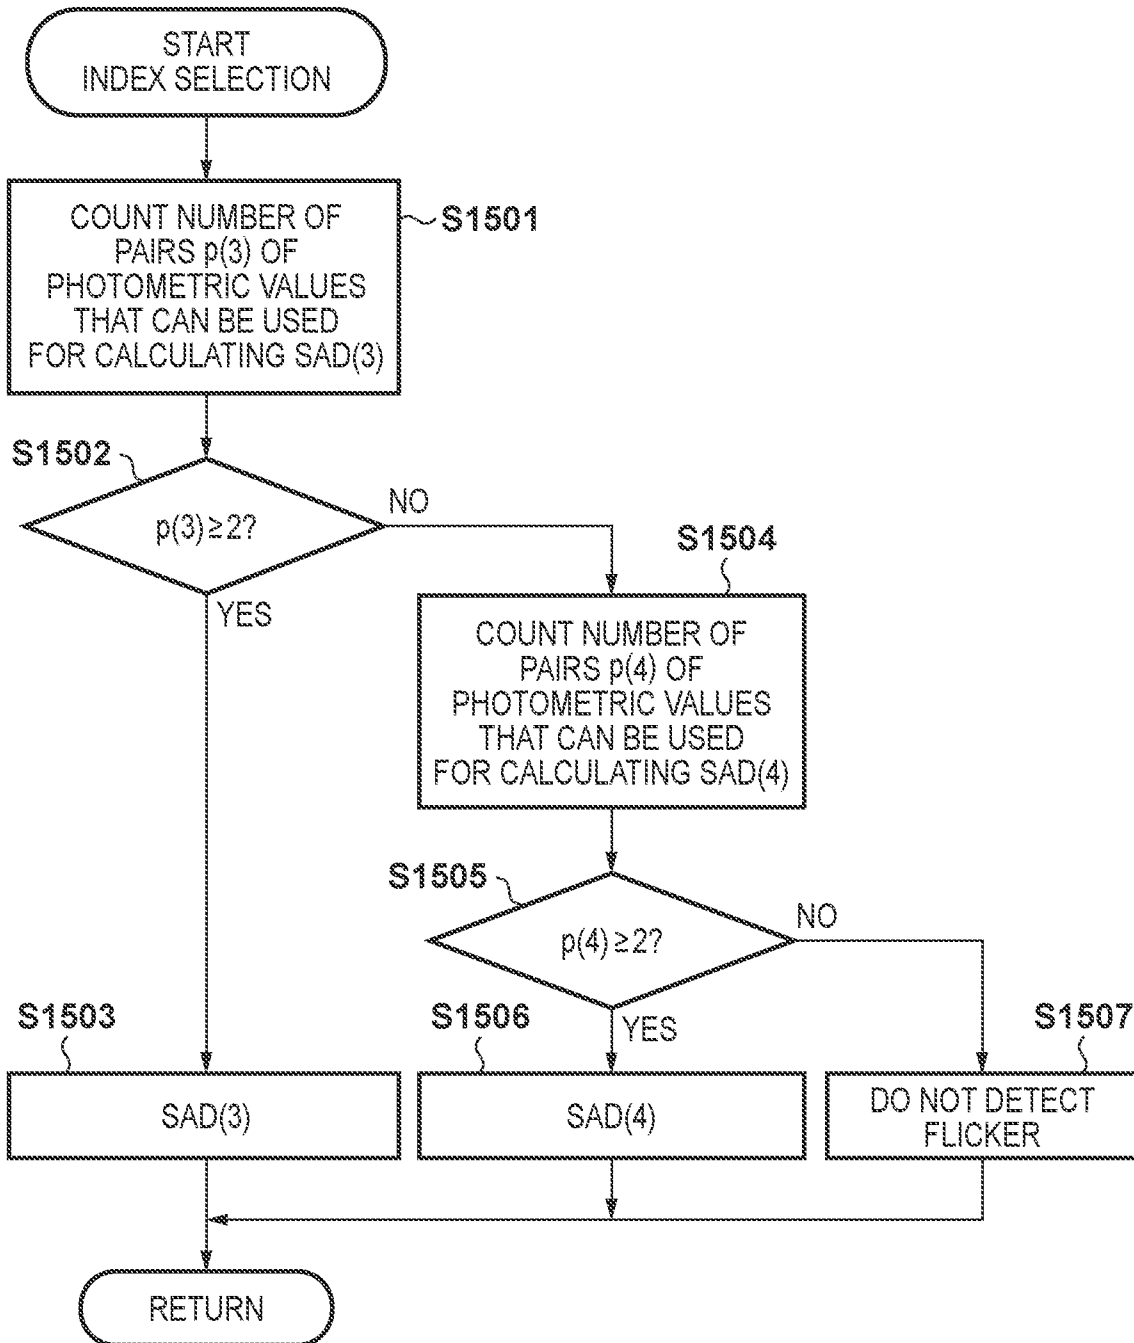 START
INDEX SELECTION
COUNT NUMBER OF
PAIRS p(3) OF
PHOTOMETRIC VALUES
THAT CAN BE USED
FOR CALCULATING SAD(3)
S1501
S1502
p(3)≥2?
NO
YES
S1504
COUNT NUMBER OF
PAIRS p(4) OF
PHOTOMETRIC VALUES
THAT CAN BE USED
FOR CALCULATING SAD(4)
S1505
p(4)≥2?
NO
YES
S1503
SAD(3)
S1506
SAD(4)
S1507
DO NOT DETECT
FLICKER
RETURN